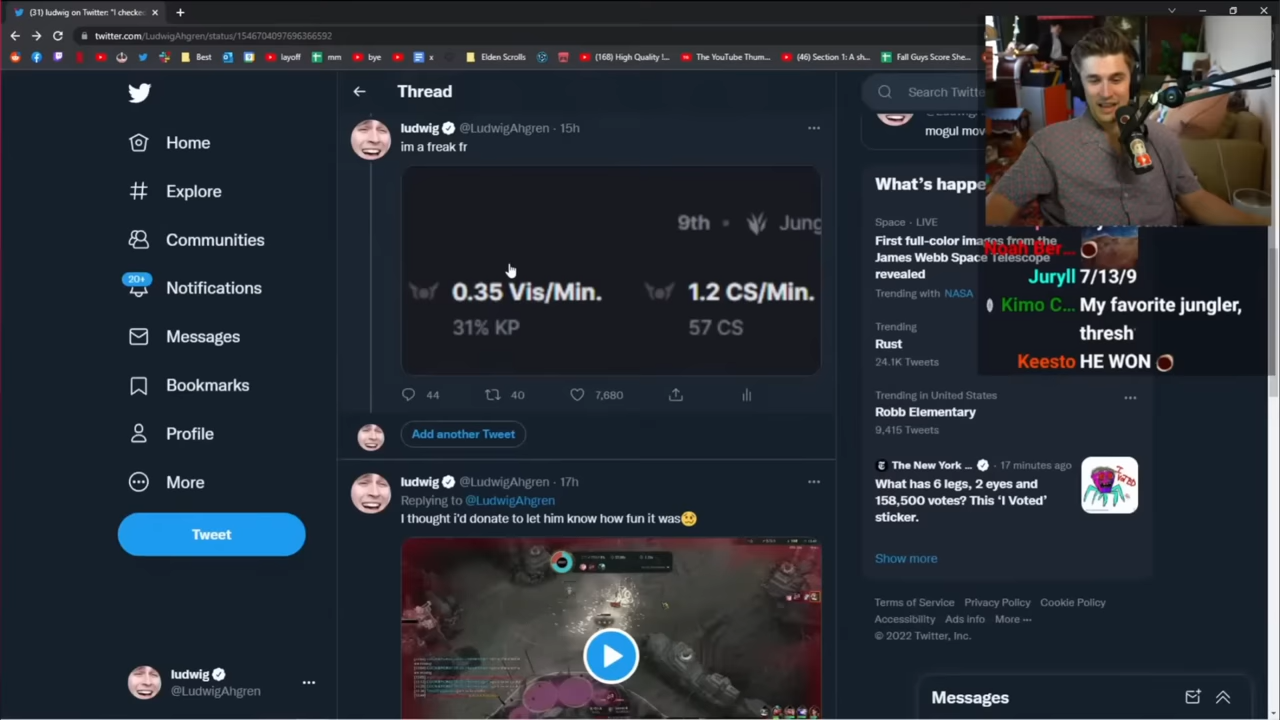 (31) ludwig on Twitter: "I checke
twitter.com/LudwigAhgren/status/1546704097696366592
Best
layoff
mm
bye
x
Elden Scrolls
(168) High Quality I...
The YouTube Thum...
(46) Section 1: A sh...
Fall Guys Score She...
Home
Explore
Communities
20+
Notifications
Messages
Bookmarks
Profile
More
Tweet
ludwig
@LudwigAhgren
Thread
ludwig @LudwigAhgren · 15h
im a freak fr
9th • Jung
0.35 Vis/Min.
1.2 CS/Min.
31% KP
57 CS
44
40
7,680
Add another Tweet
ludwig @LudwigAhgren · 17h
Replying to @LudwigAhgren
I thought i'd donate to let him know how fun it was🥴
Search Twitte
mogul mov
What's happe
Space · LIVE
First full-color images from the
James Webb Space Telescope
revealed
Trending with NASA
Trending
Rust
24.1K Tweets
Trending in United States
Robb Elementary
9,415 Tweets
The New York ... · 17 minutes ago
What has 6 legs, 2 eyes and
158,500 votes? This 'I Voted'
sticker.
Show more
Terms of Service Privacy Policy Cookie Policy
Accessibility Ads info More ...
© 2022 Twitter, Inc.
Messages
Noah Ber...
Juryll 7/13/9
Kimo C... My favorite jungler,
thresh
Keesto HE WON